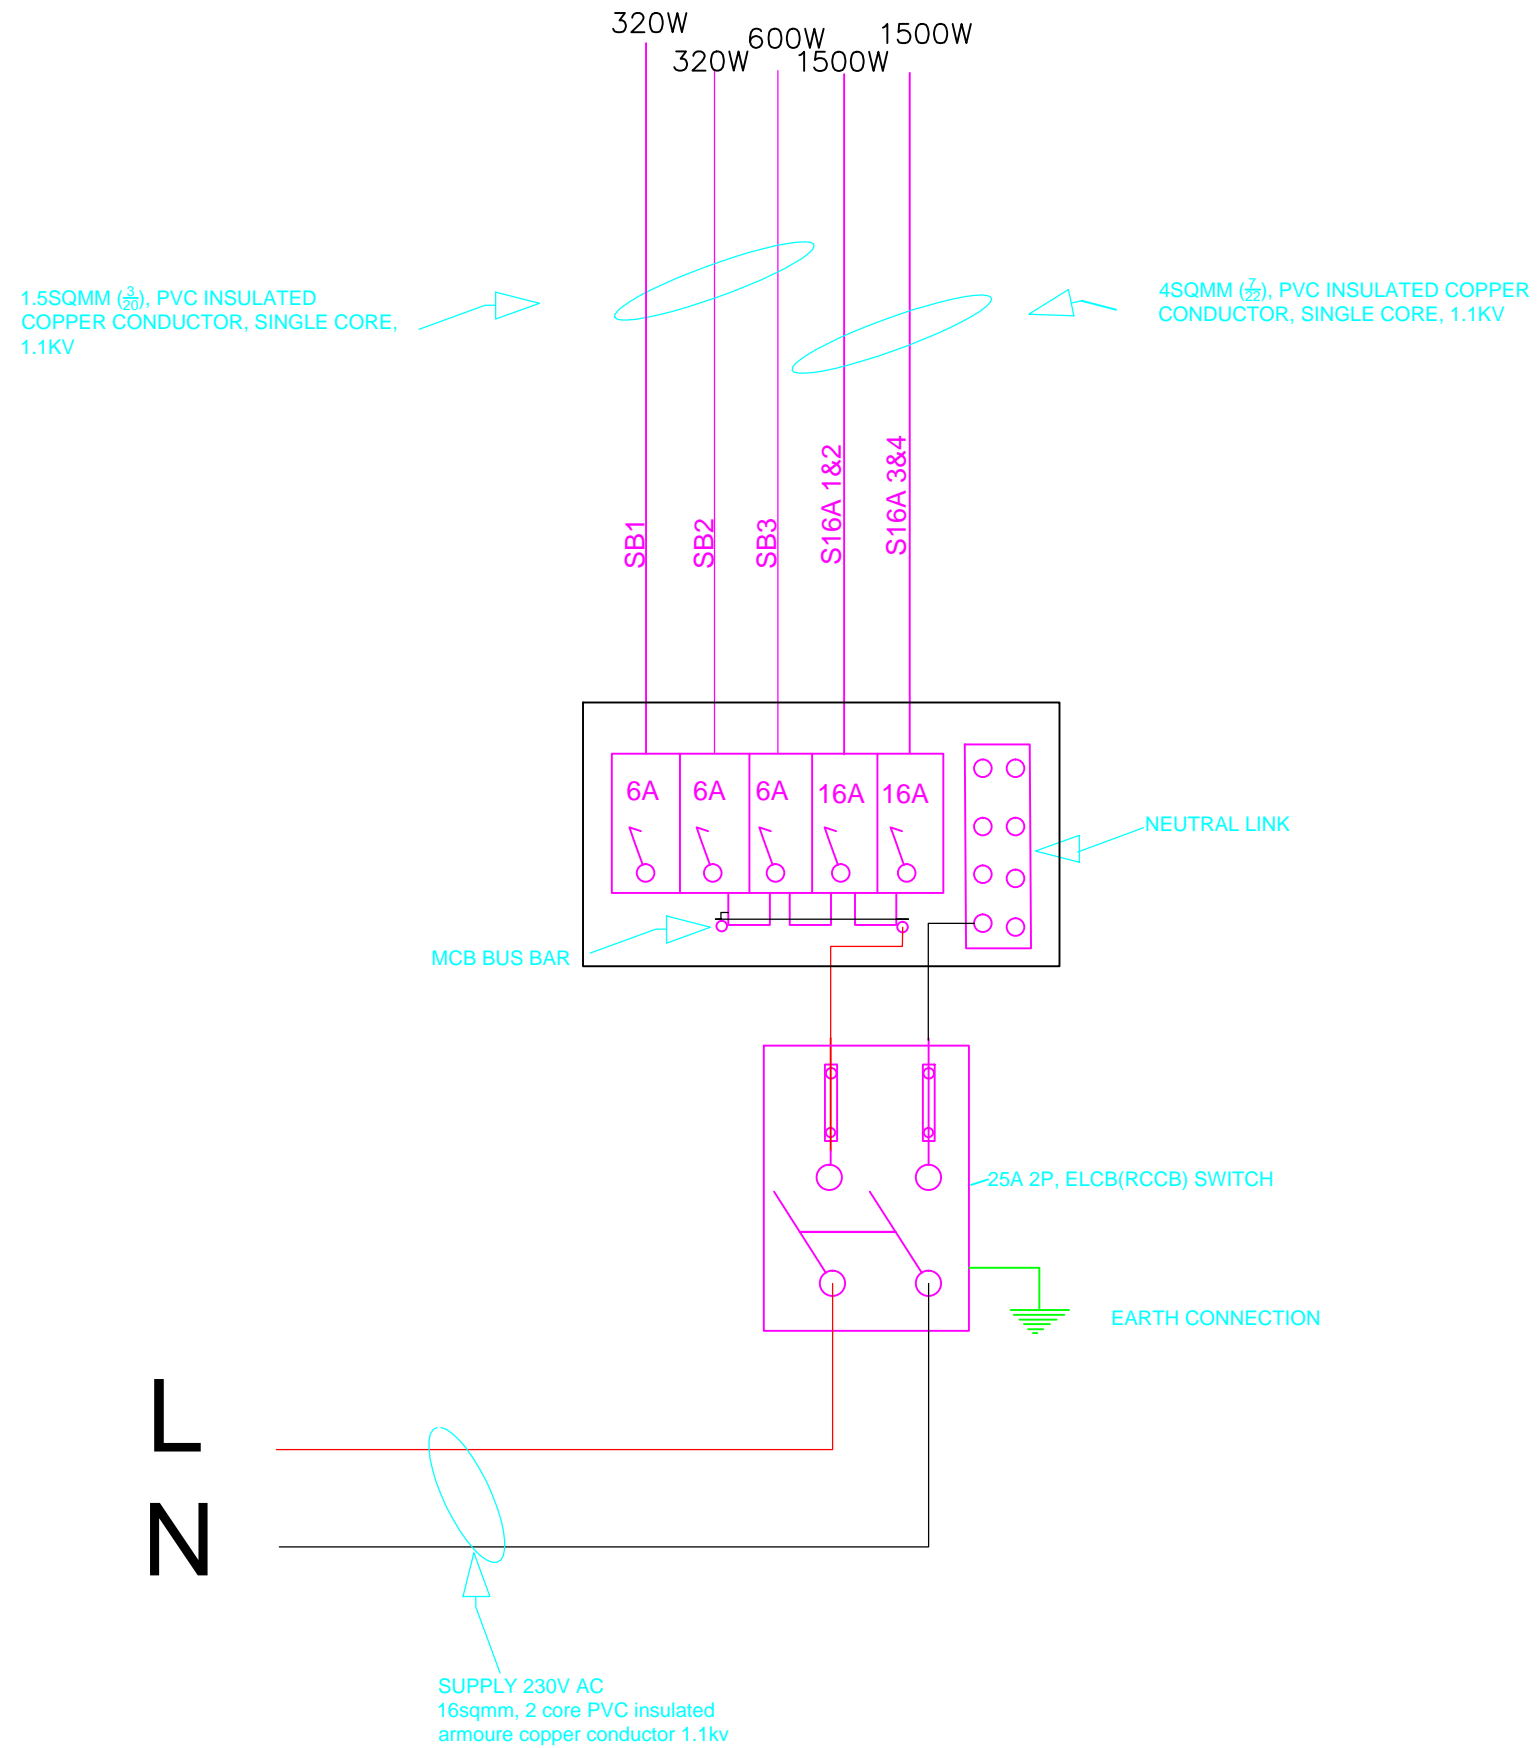 320W
320W
600W
1500W
1500W
1.5SQMM (3/20), PVC INSULATED
COPPER CONDUCTOR, SINGLE CORE,
1.1KV
4SQMM (7/22), PVC INSULATED COPPER
CONDUCTOR, SINGLE CORE, 1.1KV
SB1
SB2
SB3
S16A 1&2
S16A 3&4
6A
6A
6A
16A
16A
NEUTRAL LINK
MCB BUS BAR
25A 2P, ELCB(RCCB) SWITCH
EARTH CONNECTION
L
N
SUPPLY 230V AC
16sqmm, 2 core PVC insulated
armoure copper conductor 1.1kv